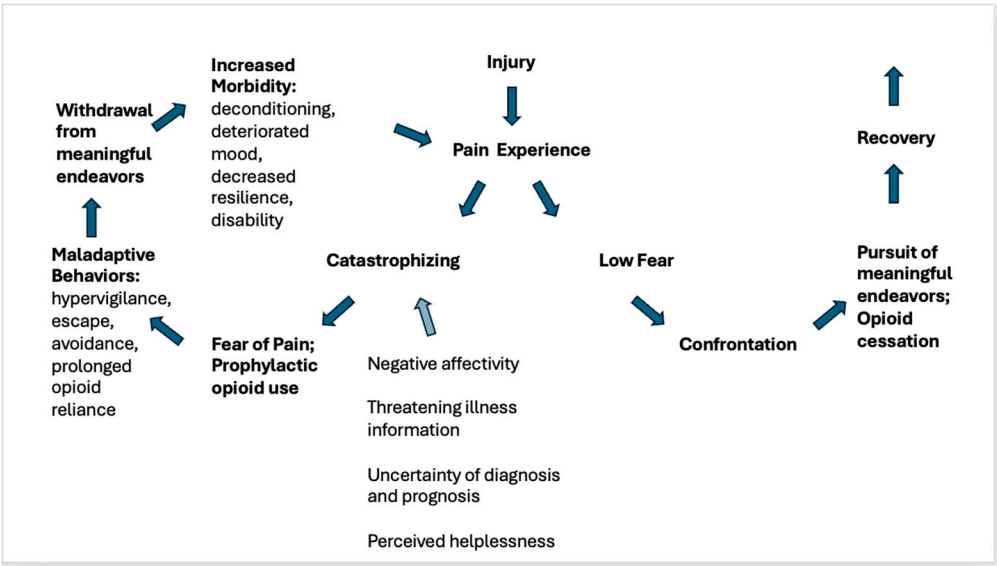 Injury
Pain Experience
Catastrophizing
Fear of Pain;
Prophylactic
opioid use
Maladaptive
Behaviors:
hypervigilance,
escape,
avoidance,
prolonged
opioid
reliance
Withdrawal
from
meaningful
endeavors
Increased
Morbidity:
deconditioning,
deteriorated
mood,
decreased
resilience,
disability
Negative affectivity
Threatening illness
information
Uncertainty of diagnosis
and prognosis
Perceived helplessness
Low Fear
Confrontation
Pursuit of
meaningful
endeavors;
Opioid
cessation
Recovery